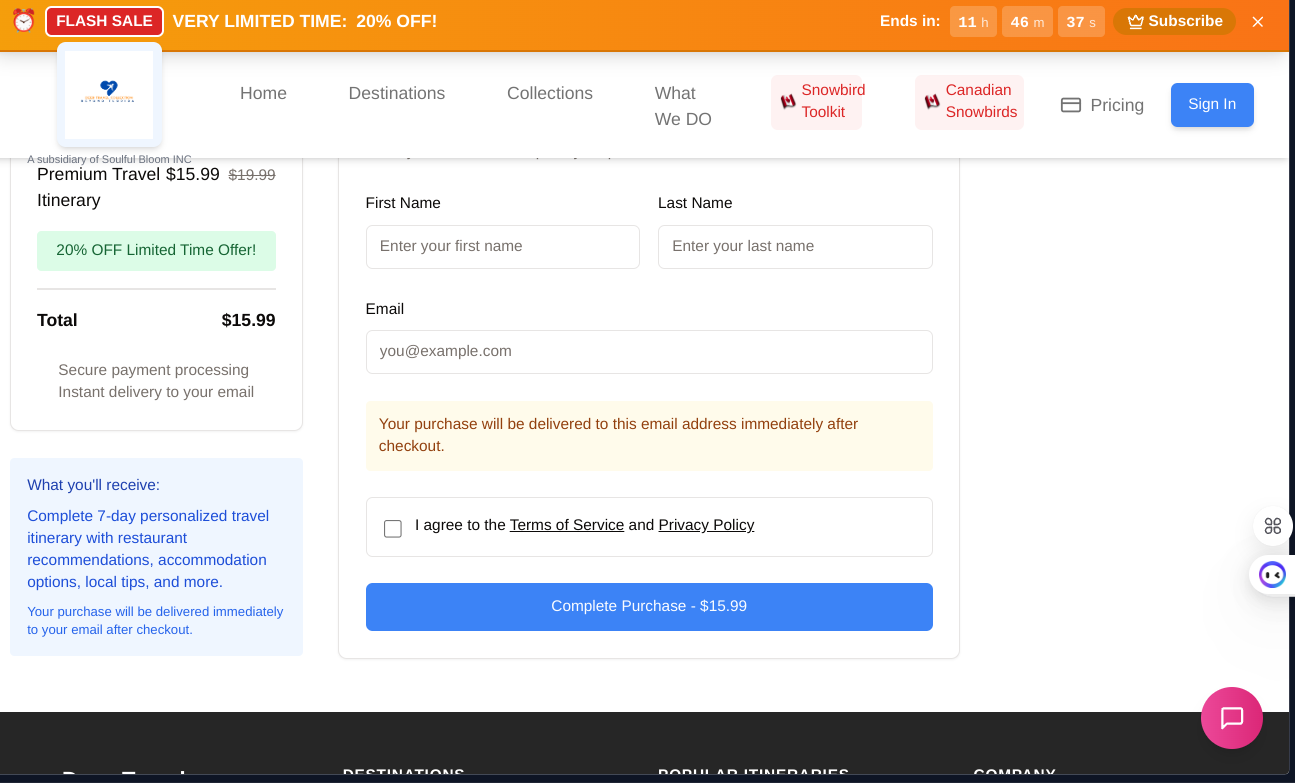 FLASH SALE VERY LIMITED TIME: 20% OFF! Ends in: 11 h 46 m 37 s Subscribe
Home Destinations Collections What We DO Snowbird Toolkit Canadian Snowbirds Pricing Sign In
A subsidiary of Soulful Bloom INC
Premium Travel Itinerary $15.99 $19.99
20% OFF Limited Time Offer!
Total $15.99
Secure payment processing
Instant delivery to your email
What you'll receive:
Complete 7-day personalized travel
itinerary with restaurant
recommendations, accommodation
options, local tips, and more.
Your purchase will be delivered immediately
to your email after checkout.
First Name Last Name
Enter your first name Enter your last name
Email
you@example.com
Your purchase will be delivered to this email address immediately after
checkout.
I agree to the Terms of Service and Privacy Policy
Complete Purchase - $15.99
DESTINATIONS POPULAR ITINERARIES COMPANY